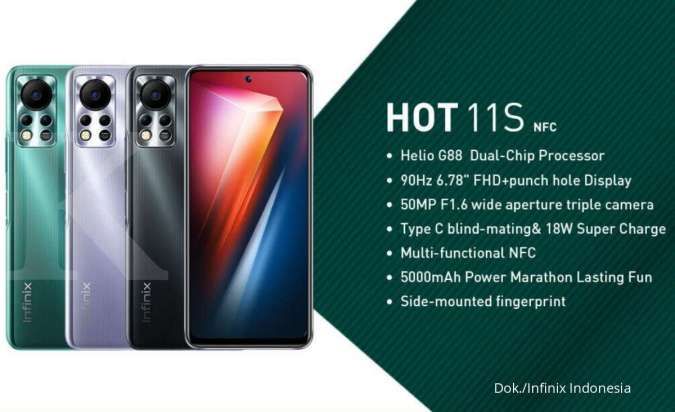 HOT 11S NFC
• Helio G88 Dual-Chip Processor
• 90Hz 6.78" FHD+punch hole Display
• 50MP F1.6 wide aperture triple camera
• Type C blind-mating& 18W Super Charge
• Multi-functional NFC
• 5000mAh Power Marathon Lasting Fun
• Side-mounted fingerprint
Infinix
Infinix
Infinix
Dok./Infinix Indonesia